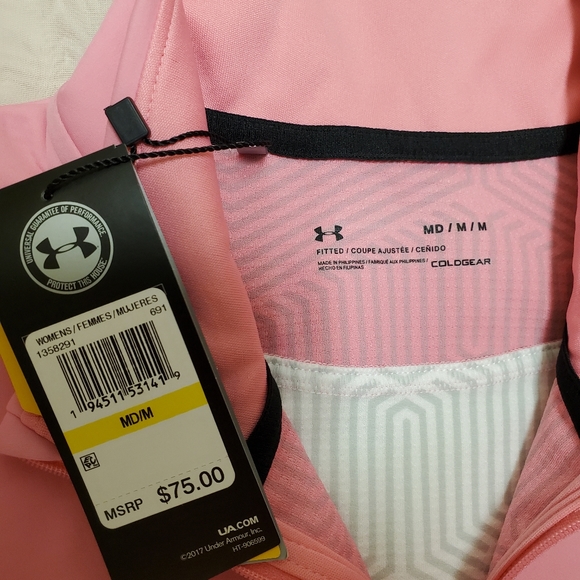 UNIVERSAL GUARANTEE OF PERFORMANCE
PROTECT THIS HOUSE
WOMENS/FEMMES/MUJERES
1358291 691
1 94511 53141 9
MD/M
MSRP $75.00
UA.COM
©2017 Under Armour, Inc.
HT-906599
MD / M / M
FITTED / COUPE AJUSTÉE / CEÑIDO
MADE IN PHILIPPINES / FABRIQUÉ AUX PHILIPPINES /
HECHO EN FILIPINAS
COLDGEAR